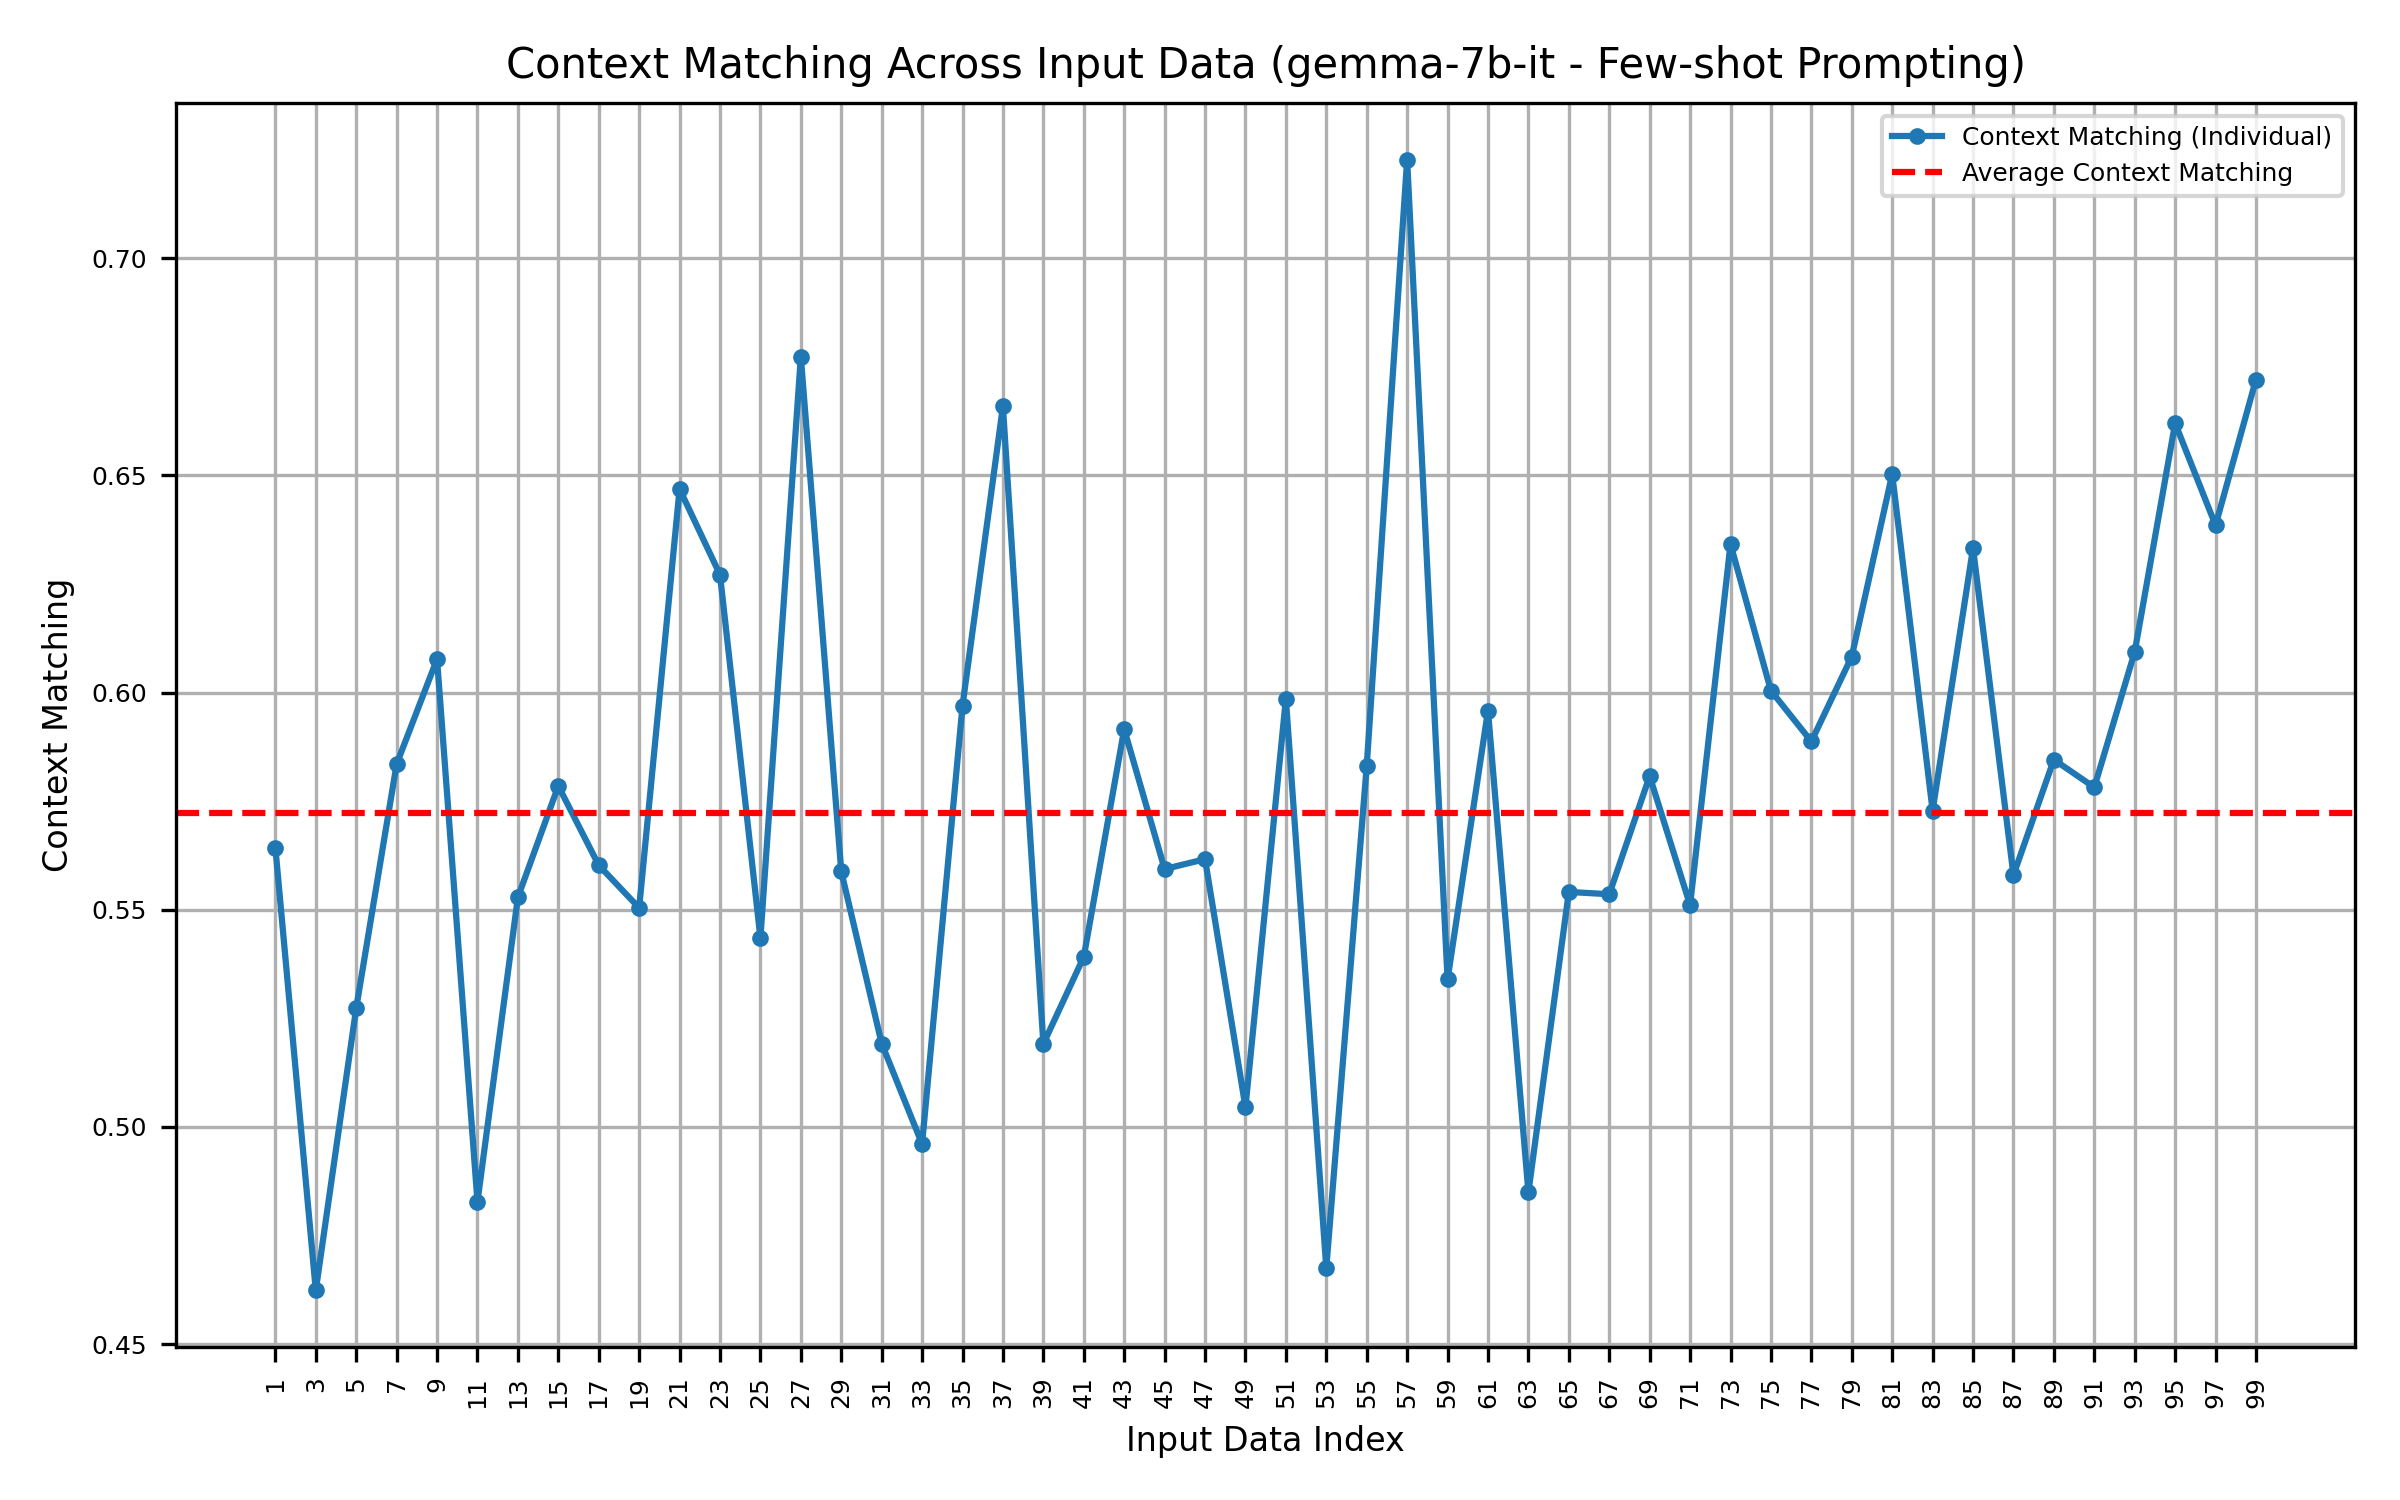 Context Matching Across Input Data (gemma-7b-it - Few-shot Prompting)
Context Matching (Individual)
Average Context Matching
Context Matching
0.70
0.65
0.60
0.55
0.50
0.45
1 3 5 7 9 11 13 15 17 19 21 23 25 27 29 31 33 35 37 39 41 43 45 47 49 51 53 55 57 59 61 63 65 67 69 71 73 75 77 79 81 83 85 87 89 91 93 95 97 99
Input Data Index